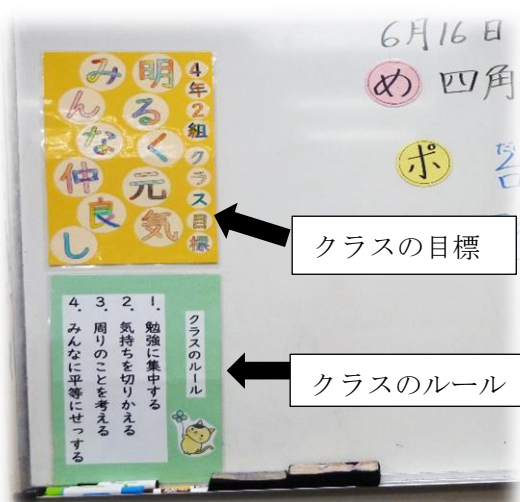 4年2組 クラス目標
明るく元気
みんな仲良し
クラスのルール
1. 勉強に集中する
2. 気持ちを切りかえる
3. 周りのことを考える
4. みんなに平等にせっする
6月16日
め 四角
ポ
クラスの目標
クラスのルール